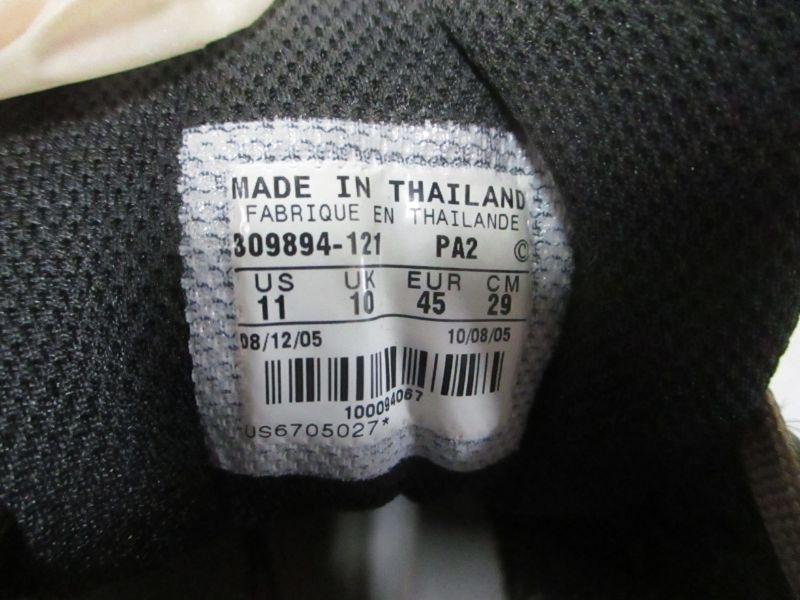 MADE IN THAILAND
FABRIQUE EN THAILANDE
309894-121 PA2 ©
US UK EUR CM
11 10 45 29
08/12/05 10/08/05
100094067
US6705027*